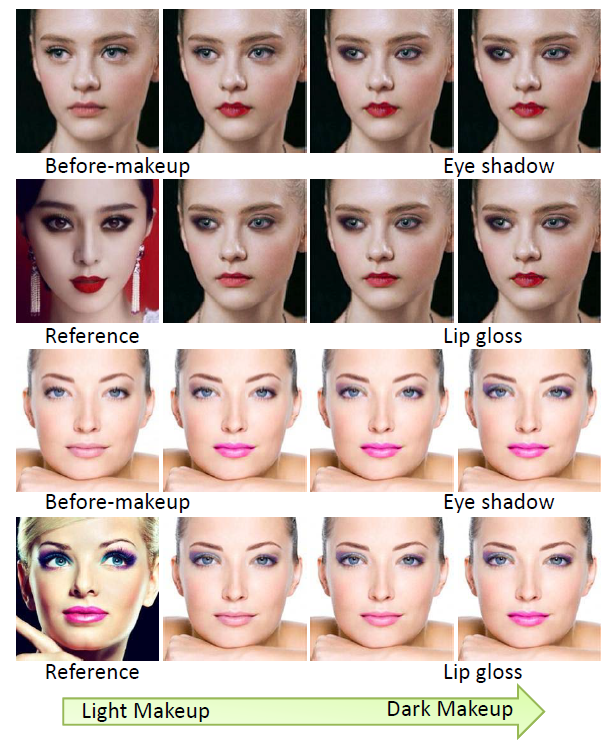 Before-makeup Eye shadow
Reference Lip gloss
Before-makeup Eye shadow
Reference Lip gloss
Light Makeup Dark Makeup